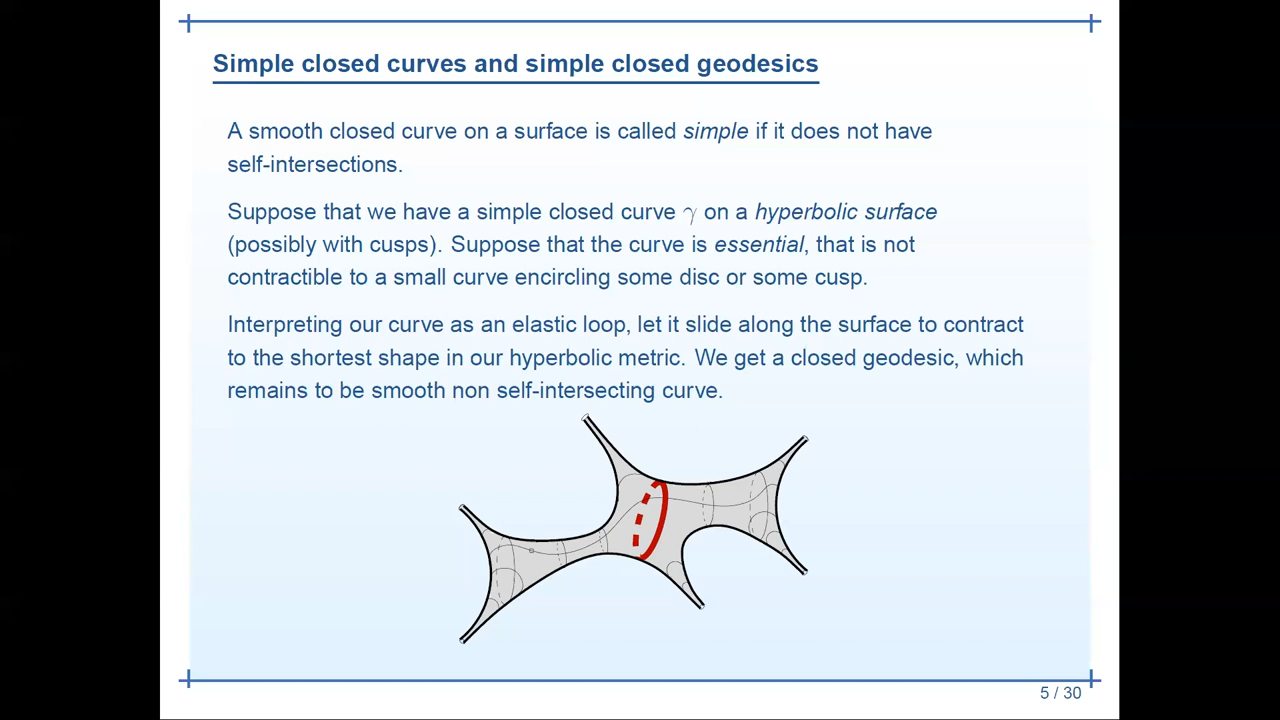 Simple closed curves and simple closed geodesics
A smooth closed curve on a surface is called simple if it does not have
self-intersections.
Suppose that we have a simple closed curve γ on a hyperbolic surface
(possibly with cusps). Suppose that the curve is essential, that is not
contractible to a small curve encircling some disc or some cusp.
Interpreting our curve as an elastic loop, let it slide along the surface to contract
to the shortest shape in our hyperbolic metric. We get a closed geodesic, which
remains to be smooth non self-intersecting curve.
5 / 30